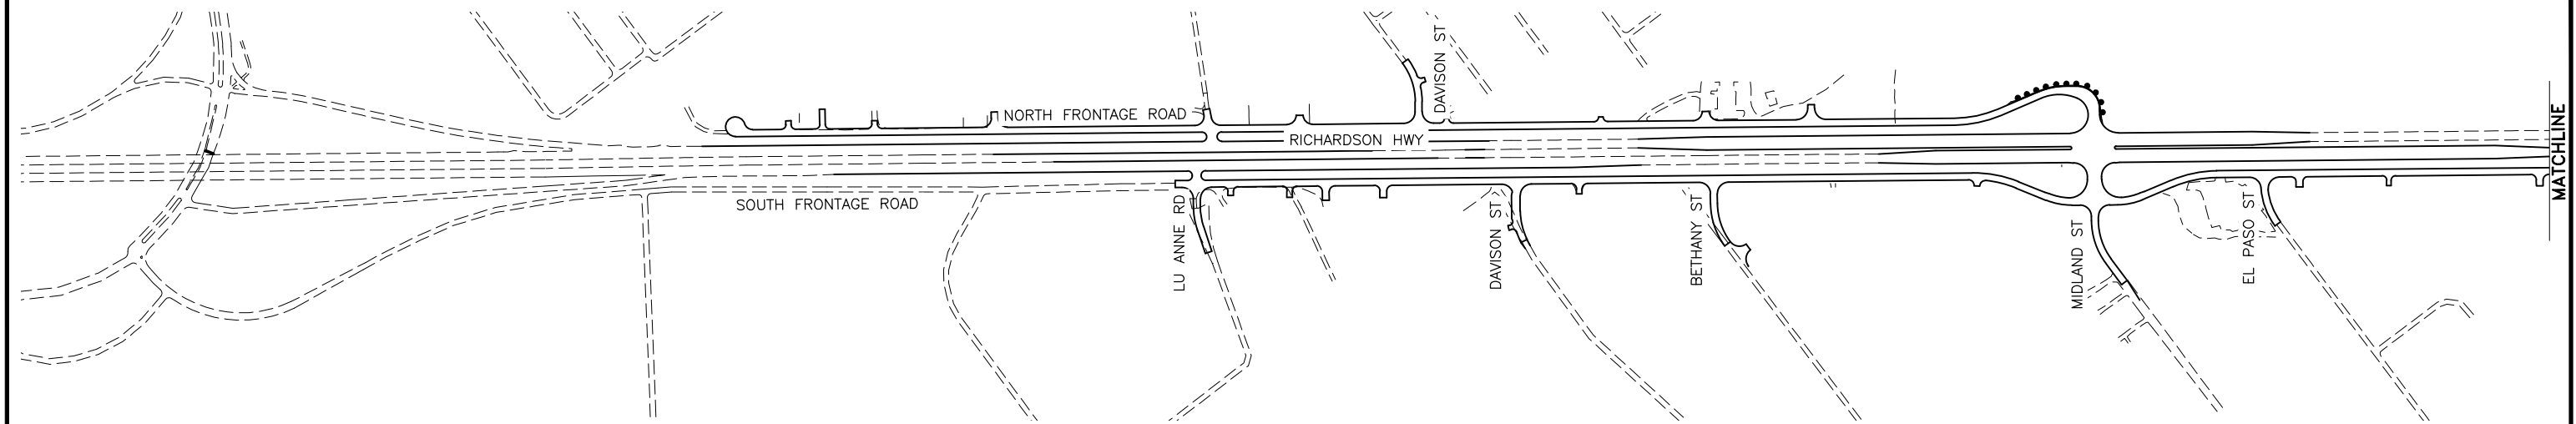 DAVISON ST
NORTH FRONTAGE ROAD
RICHARDSON HWY
MATCHLINE
SOUTH FRONTAGE ROAD
LU ANNE RD
DAVISON ST
BETHANY ST
MIDLAND ST
EL PASO ST